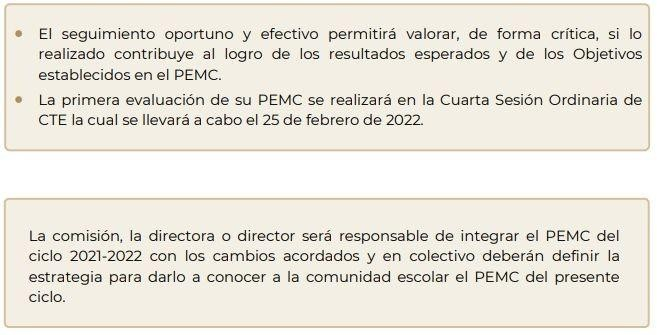 • El seguimiento oportuno y efectivo permitirá valorar, de forma crítica, si lo
realizado contribuye al logro de los resultados esperados y de los Objetivos
establecidos en el PEMC.
• La primera evaluación de su PEMC se realizará en la Cuarta Sesión Ordinaria de
CTE la cual se llevará a cabo el 25 de febrero de 2022.
La comisión, la directora o director será responsable de integrar el PEMC del
ciclo 2021-2022 con los cambios acordados y en colectivo deberán definir la
estrategia para darlo a conocer a la comunidad escolar el PEMC del presente
ciclo.